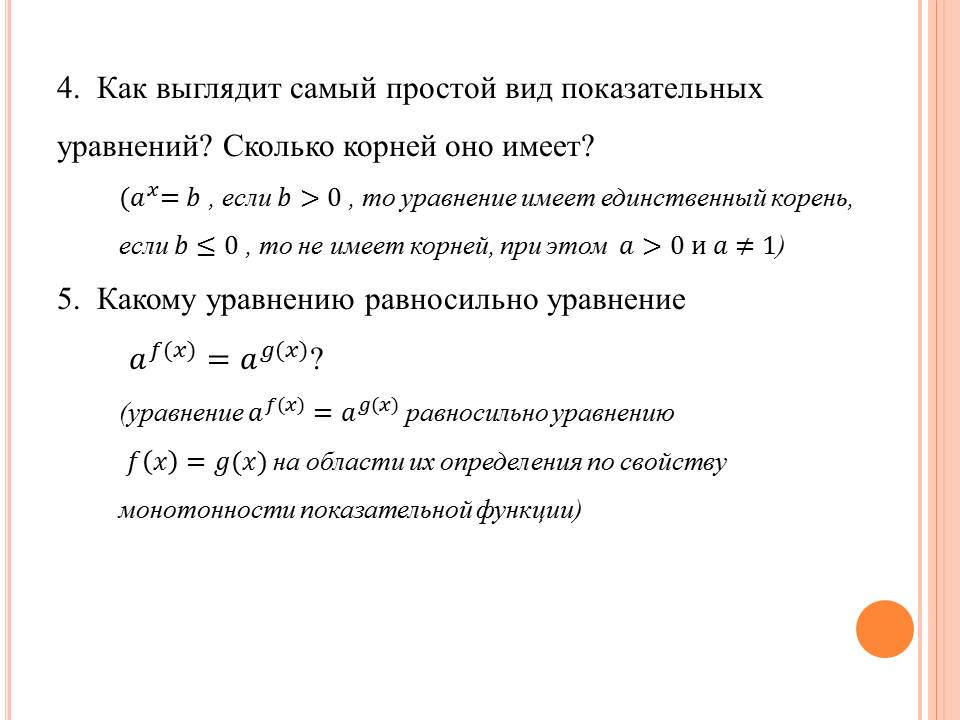 4. Как выглядит самый простой вид показательных
уравнений? Сколько корней оно имеет?
(𝑎ˣ= 𝑏 , если 𝑏 > 0 , то уравнение имеет единственный корень,
если 𝑏 ≤ 0 , то не имеет корней, при этом 𝑎 > 0 и 𝑎 ≠ 1)
5. Какому уравнению равносильно уравнение
𝑎^{𝑓(𝑥)} = 𝑎^{𝑔(𝑥)}?
(уравнение 𝑎^{𝑓(𝑥)} = 𝑎^{𝑔(𝑥)} равносильно уравнению
𝑓(𝑥) = 𝑔(𝑥) на области их определения по свойству
монотонности показательной функции)